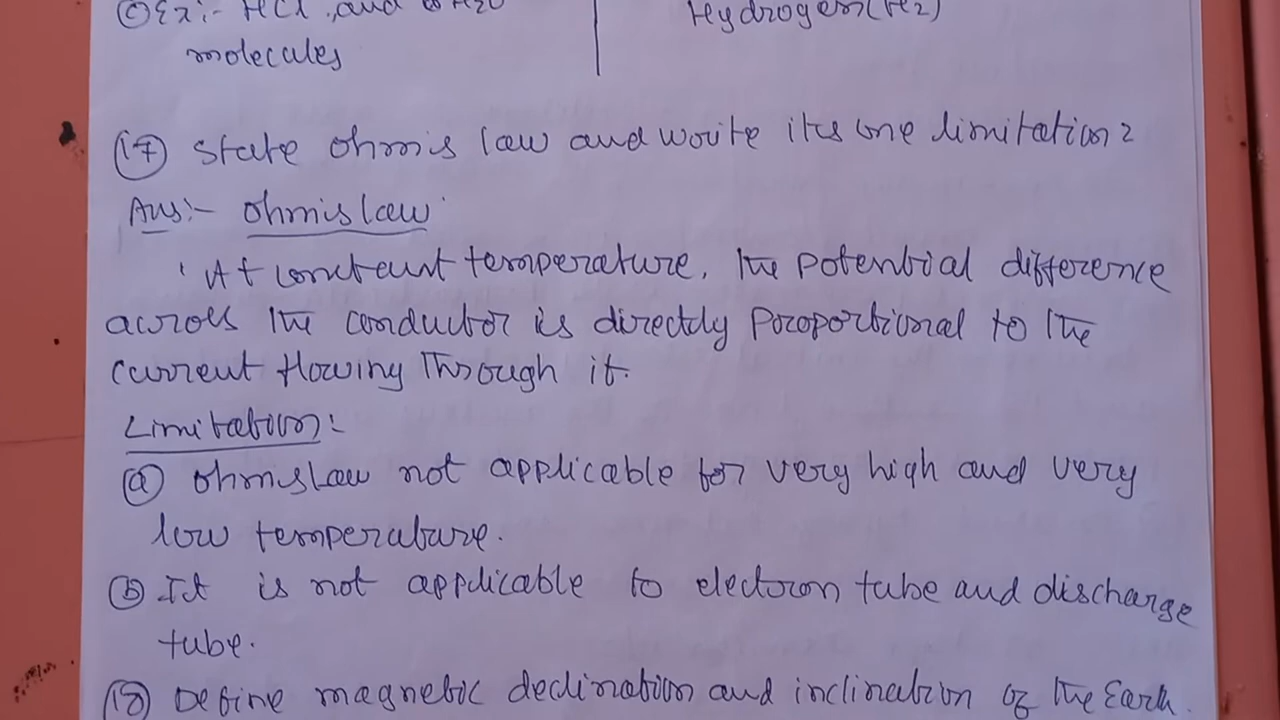 ⓒ Ex:- HCl, and H2O | Hydrogen(H2)
molecules
(17) State ohm's law and write its one limitation?
Ans:- ohm's law
'At constant temperature, the potential difference
across the conductor is directly proportional to the
current flowing through it.
Limitation:
ⓐ ohm's law not applicable for very high and very
low temperature.
ⓑ It is not applicable to electron tube and discharge
tube.
(18) Define magnetic declination and inclination of the Earth.